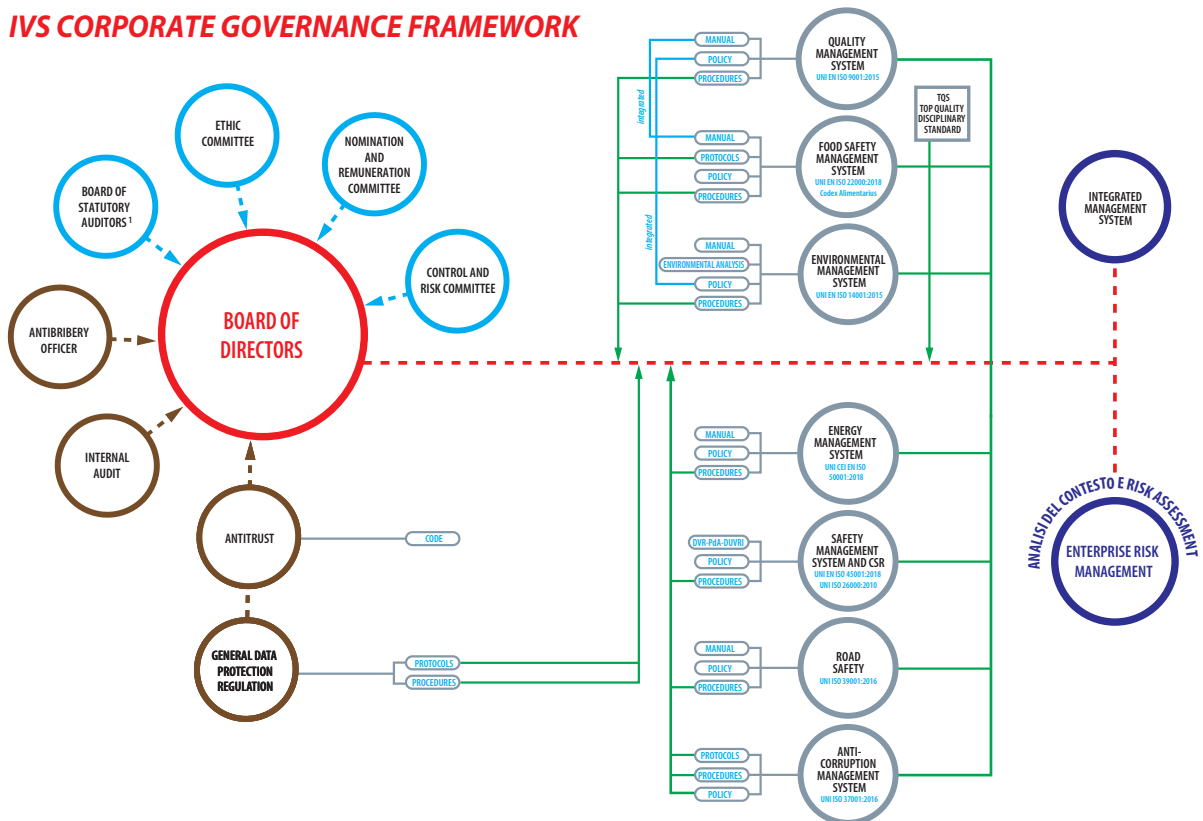 IVS CORPORATE GOVERNANCE FRAMEWORK
ETHIC
COMMITTEE
NOMINATION
AND
REMUNERATION
COMMITTEE
BOARD OF
STATUTORY
AUDITORS 1
CONTROL AND
RISK COMMITTEE
BOARD OF
DIRECTORS
ANTIBRIBERY
OFFICER
INTERNAL
AUDIT
ANTITRUST
CODE
GENERAL DATA
PROTECTION
REGULATION
PROTOCOLS
PROCEDURES
MANUAL
POLICY
PROCEDURES
QUALITY
MANAGEMENT
SYSTEM
UNI EN ISO 9001:2015
integrated
TQS
TOP QUALITY
DISCIPLINARY
STANDARD
MANUAL
PROTOCOLS
POLICY
PROCEDURES
FOOD SAFETY
MANAGEMENT
SYSTEM
UNI EN ISO 22000:2018
Codex Alimentarius
integrated
MANUAL
ENVIRONMENTAL ANALYSIS
POLICY
PROCEDURES
ENVIRONMENTAL
MANAGEMENT
SYSTEM
UNI EN ISO 14001:2015
MANUAL
POLICY
PROCEDURES
ENERGY
MANAGEMENT
SYSTEM
UNI CEI EN ISO
50001:2018
DVR-PdA-DUVRI
POLICY
PROCEDURES
SAFETY
MANAGEMENT
SYSTEM AND CSR
UNI EN ISO 45001:2018
UNI ISO 26000:2010
MANUAL
POLICY
PROCEDURES
ROAD
SAFETY
UNI ISO 39001:2016
PROTOCOLS
PROCEDURES
POLICY
ANTI-
CORRUPTION
MANAGEMENT
SYSTEM
UNI ISO 37001:2016
INTEGRATED
MANAGEMENT
SYSTEM
ANALISI DEL CONTESTO E RISK ASSESSMENT
ENTERPRISE RISK
MANAGEMENT